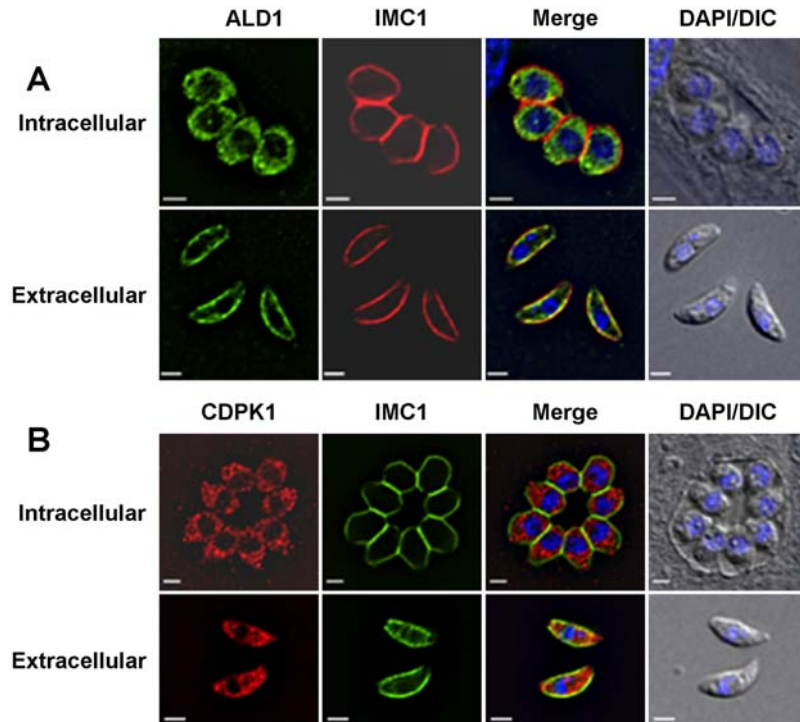 ALD1 IMC1 Merge DAPI/DIC
A
Intracellular
Extracellular
CDPK1 IMC1 Merge DAPI/DIC
B
Intracellular
Extracellular